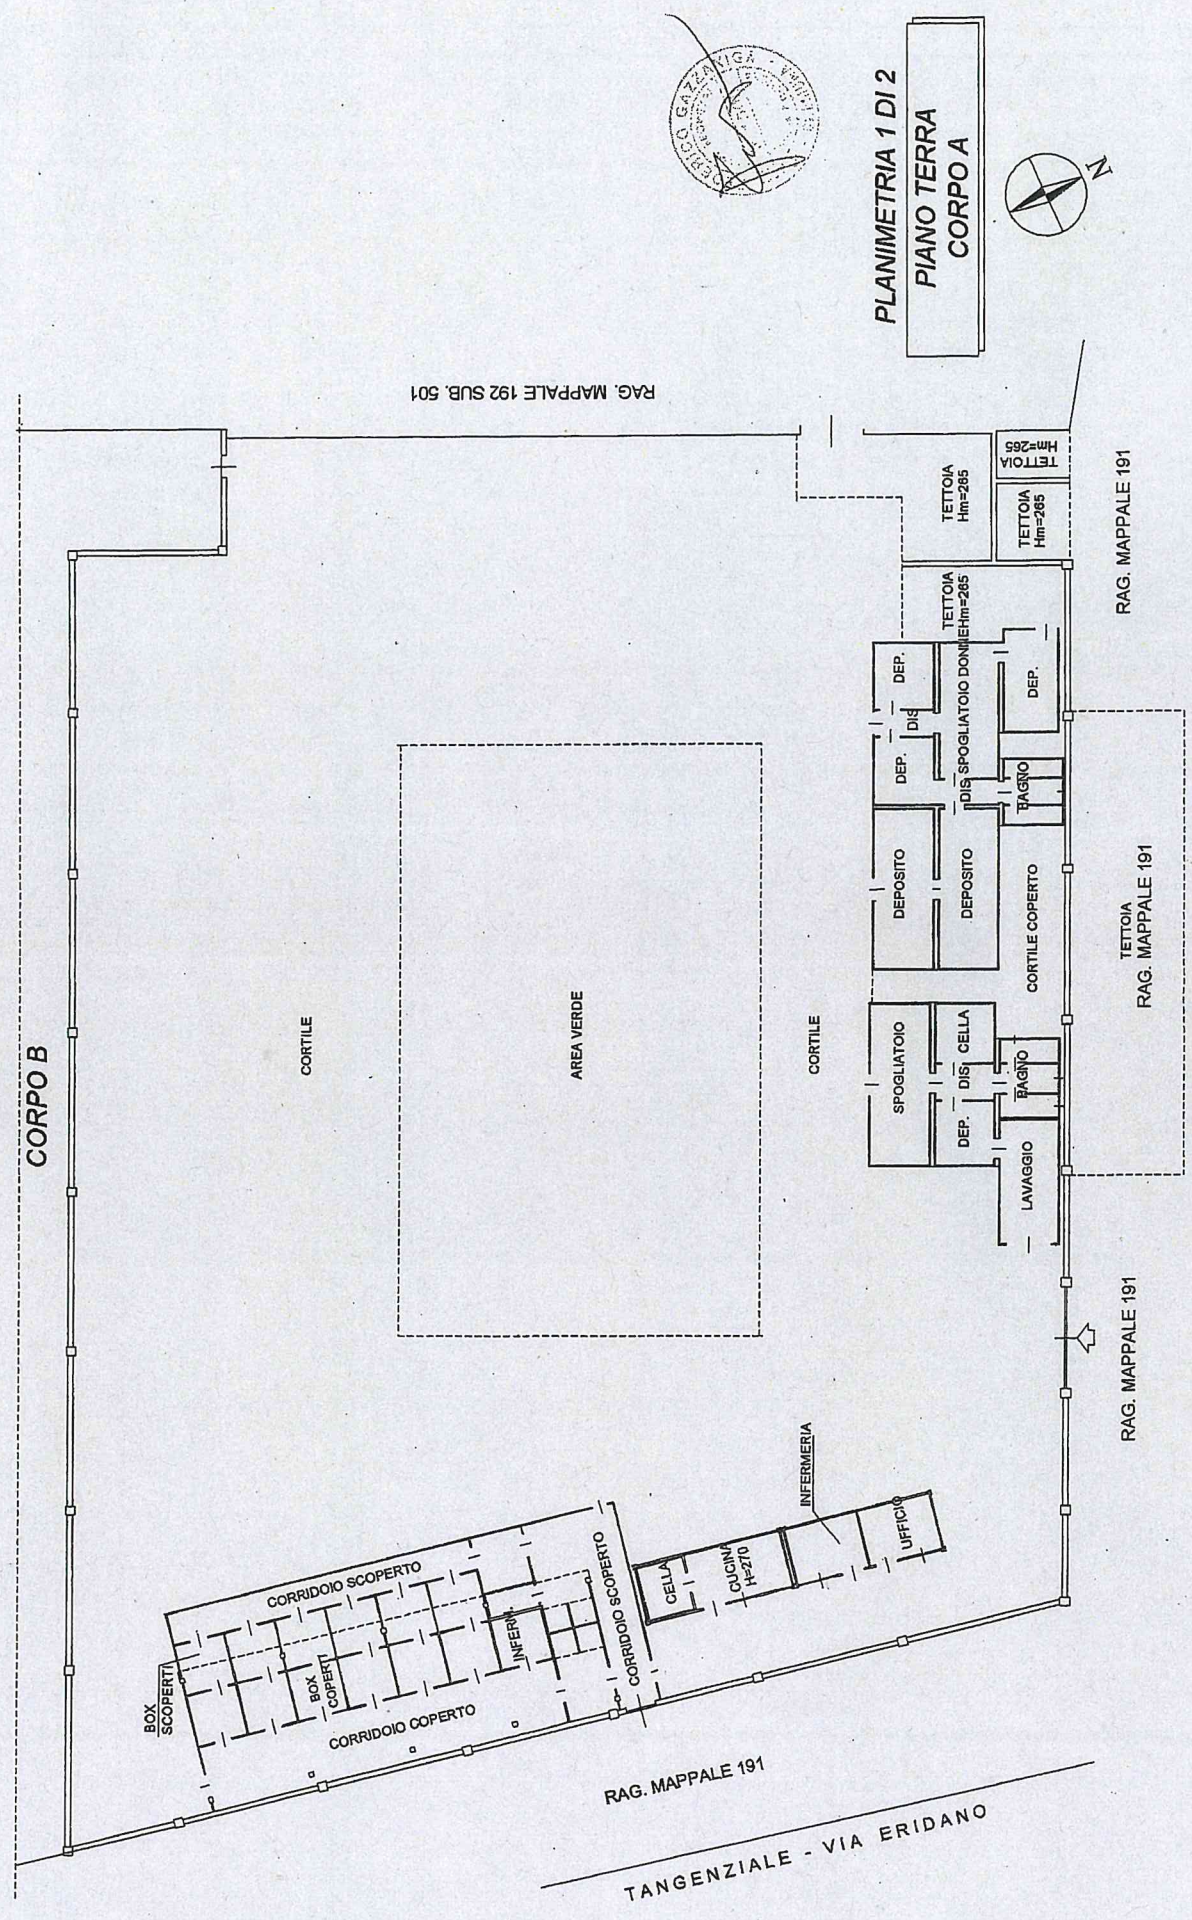 PLANIMETRIA 1 DI 2
PIANO TERRA
CORPO A
N
RAG. MAPPALE 192 SUB. 501
CORPO B
CORTILE
AREA VERDE
CORTILE
TETTOIA
Hm=265
TETTOIA
Hm=265
TETTOIA
Hm=265
TETTOIA
Hm=265
RAG. MAPPALE 191
DEP.
DIS
DEP.
SPOGLIATOIO DONNE
DIS
DEP.
BAGNO
DEPOSITO
DEPOSITO
CORTILE COPERTO
TETTOIA
RAG. MAPPALE 191
SPOGLIATOIO
CELLA
DIS
DEP.
BAGNO
LAVAGGIO
RAG. MAPPALE 191
INFERMERIA
UFFICIO
CUCINA
H=270
CELLA
CORRIDOIO SCOPERTO
CORRIDOIO SCOPERTO
INFERM.
BOX
COPERTI
BOX
SCOPERTI
CORRIDOIO COPERTO
RAG. MAPPALE 191
TANGENZIALE - VIA ERIDANO
GAZZANIGA